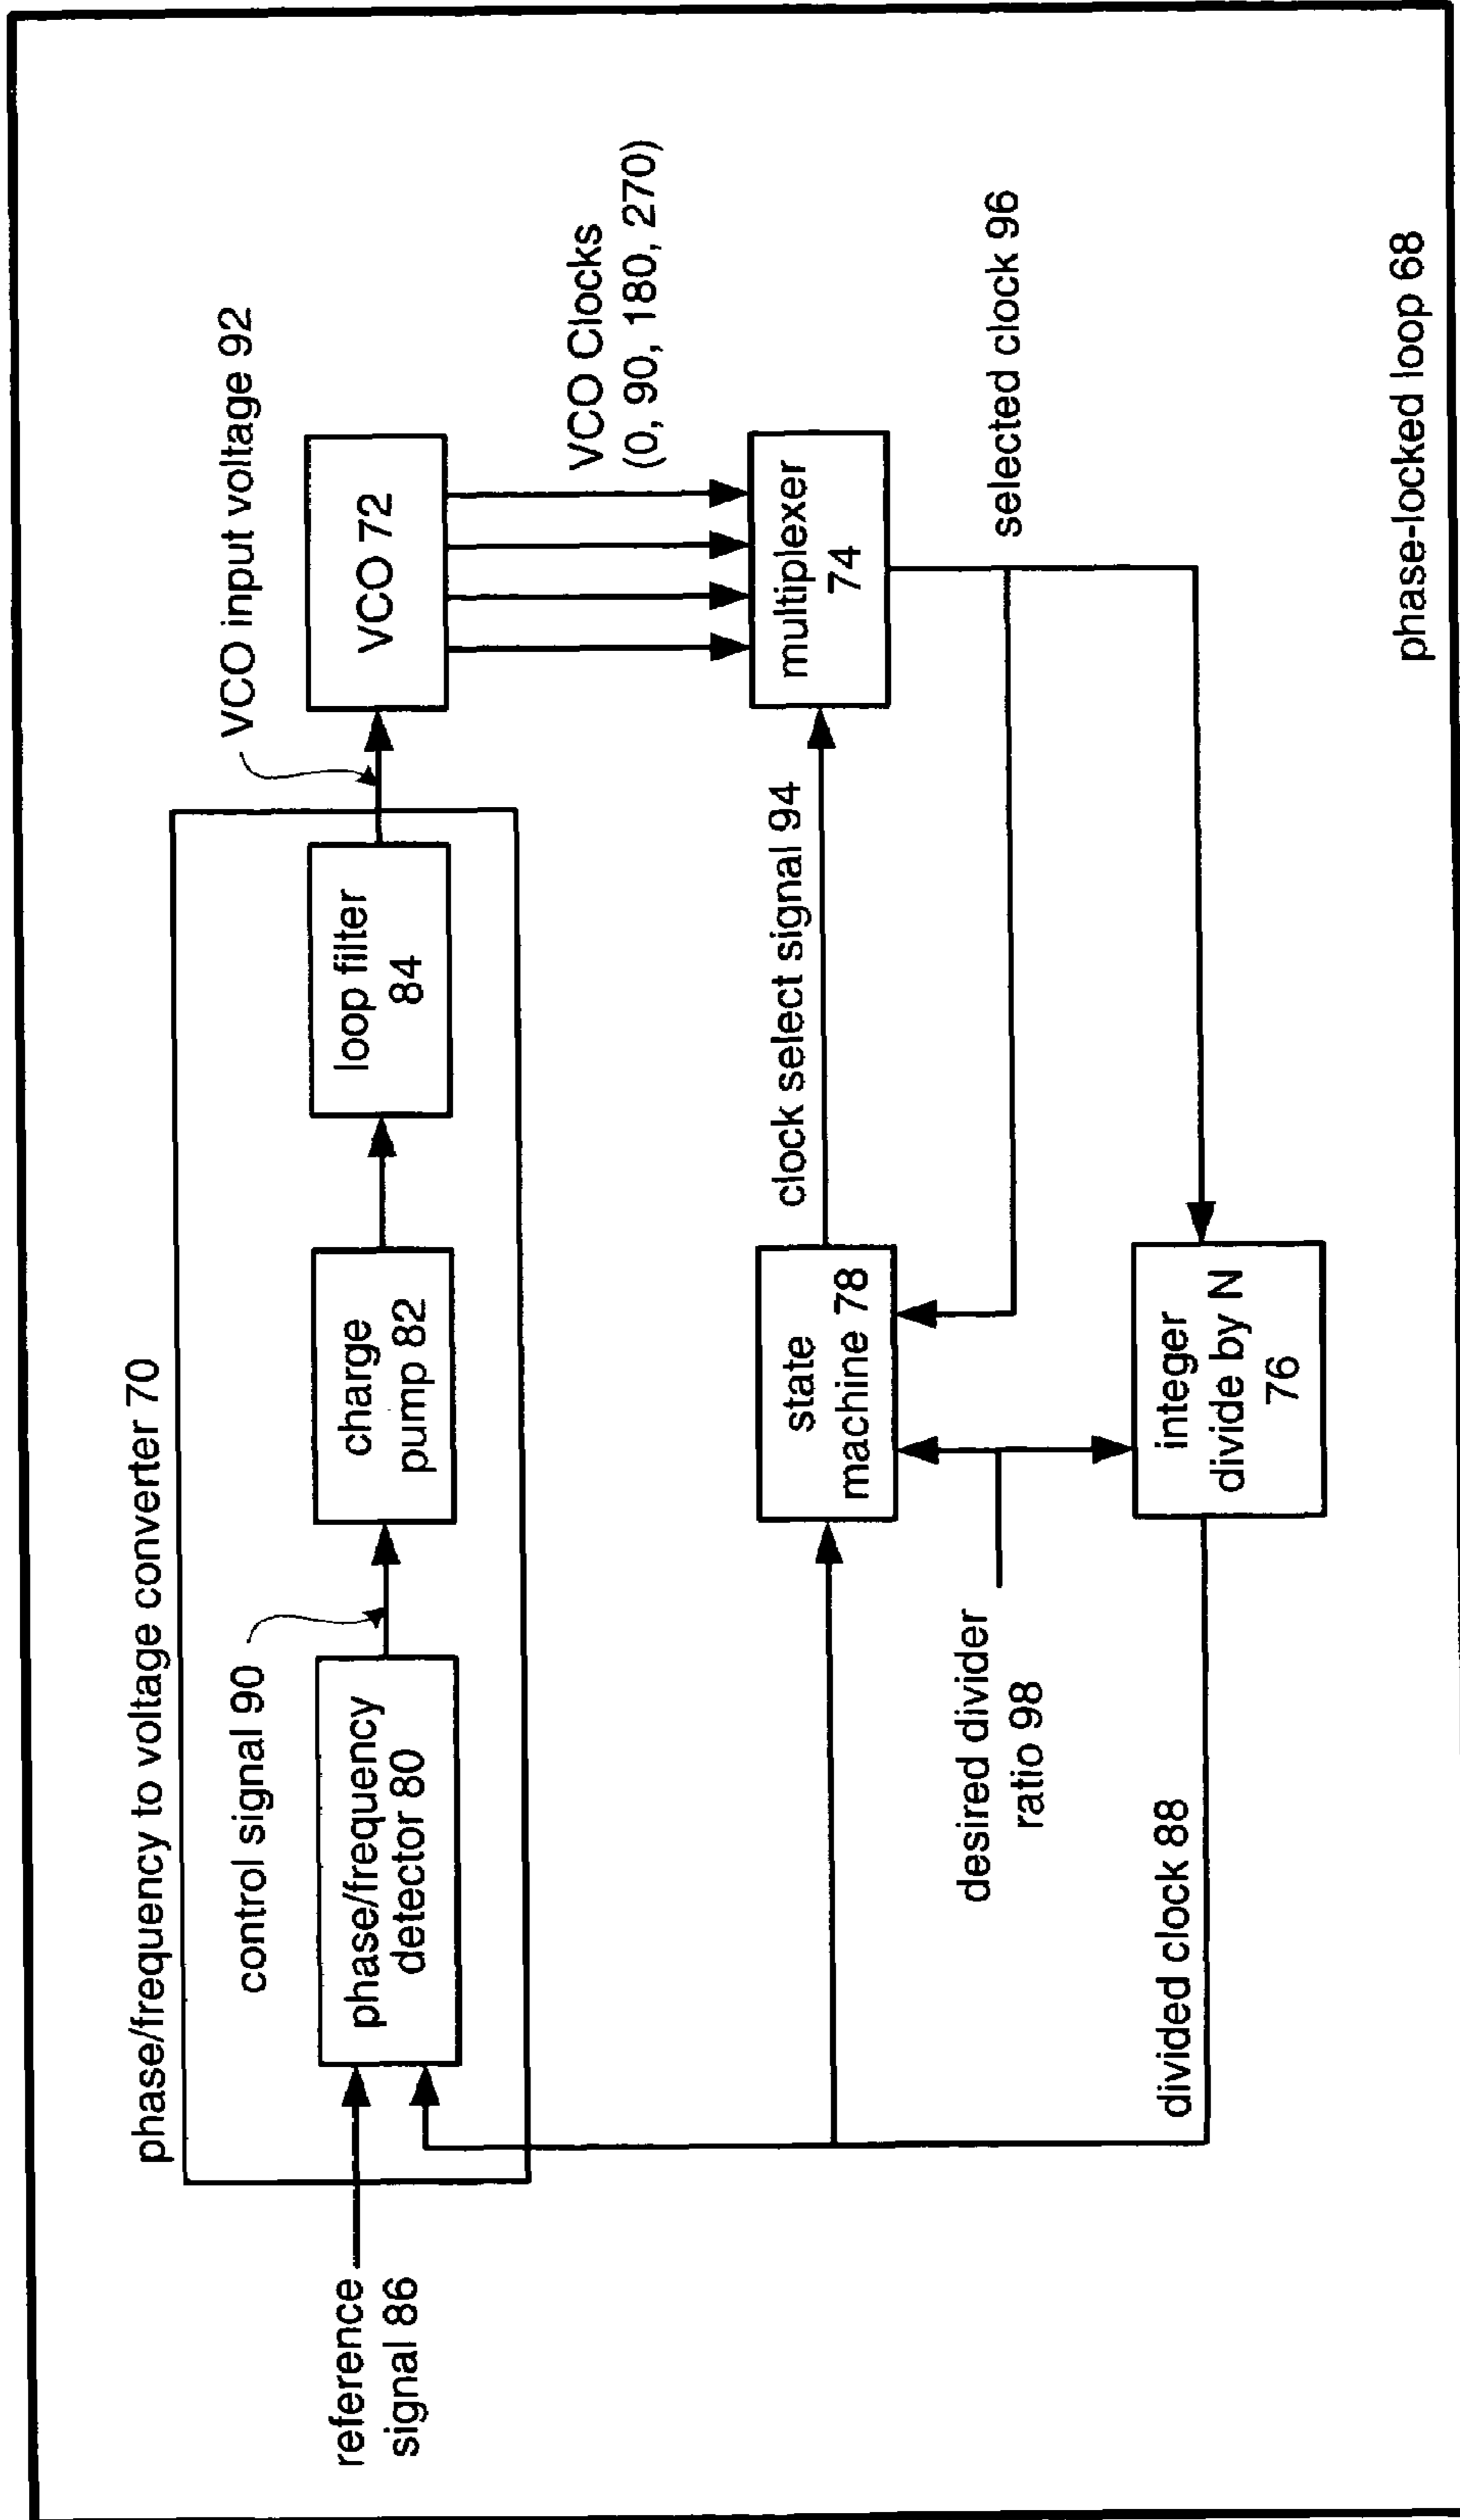 phase/frequency to voltage converter 70
control signal 90
VCO input voltage 92
reference
signal 86
phase/frequency
detector 80
charge
pump 82
loop filter
84
VCO 72
VCO Clocks
(0, 90, 180, 270)
clock select signal 94
state
machine 78
multiplexer
74
desired divider
ratio 98
selected clock 96
divided clock 88
integer
divide by N
76
phase-locked loop 68